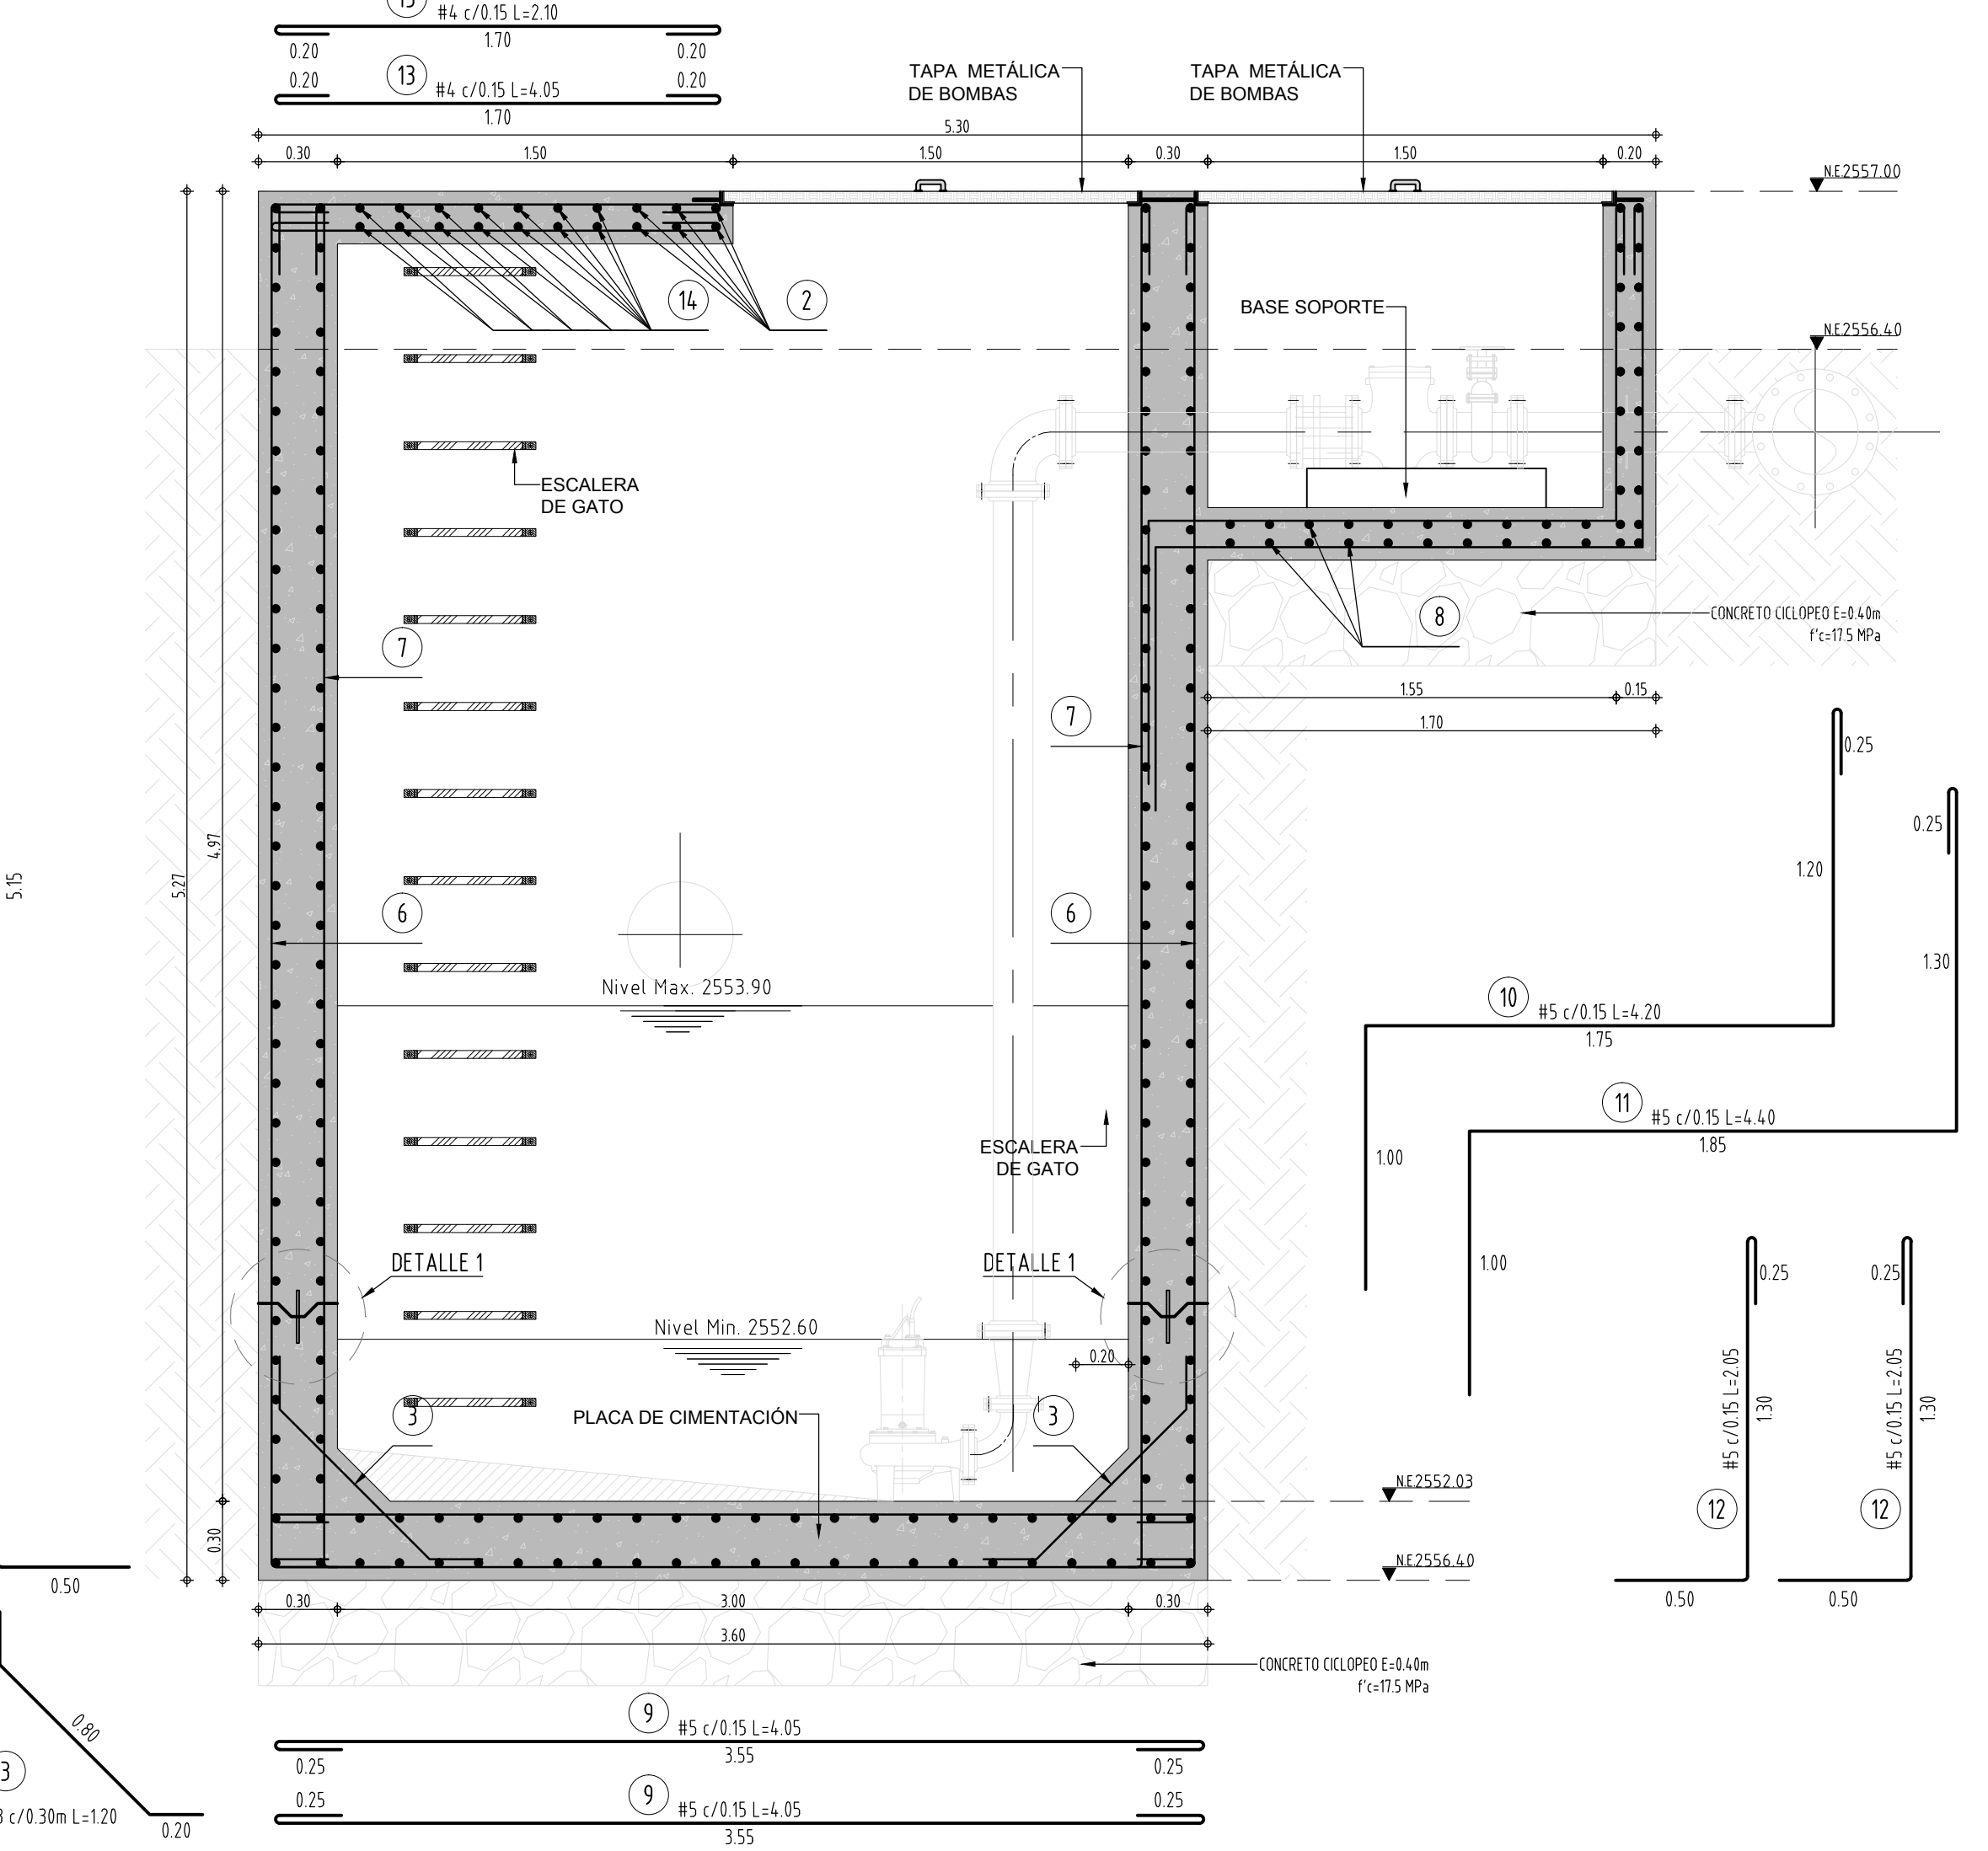 15
#4 c/0.15 L=2.10
1.70
0.20
0.20
0.20
0.20
13
#4 c/0.15 L=4.05
1.70
TAPA METÁLICA
DE BOMBAS
TAPA METÁLICA
DE BOMBAS
5.30
0.30
1.50
1.50
0.30
1.50
0.20
N.E.2557.00
14
2
BASE SOPORTE
N.E.2556.40
ESCALERA
DE GATO
8
CONCRETO CICLOPEO E=0.40m
f'c=17.5 MPa
7
7
1.55
0.15
1.70
0.25
0.25
1.20
1.30
5.15
5.27
4.97
6
6
Nivel Max. 2553.90
10
#5 c/0.15 L=4.20
1.75
11
#5 c/0.15 L=4.40
1.85
1.00
1.00
ESCALERA
DE GATO
DETALLE 1
DETALLE 1
0.25
0.25
Nivel Min. 2552.60
0.20
#5 c/0.15 L=2.05
1.30
#5 c/0.15 L=2.05
1.30
3
PLACA DE CIMENTACIÓN
3
N.E.2552.03
12
12
0.30
N.E.2556.40
0.50
0.50
0.50
0.30
3.00
0.30
3.60
CONCRETO CICLOPEO E=0.40m
f'c=17.5 MPa
0.80
9
#5 c/0.15 L=4.05
3.55
0.25
0.25
3
c/0.30m L=1.20
0.20
0.25
0.25
9
#5 c/0.15 L=4.05
3.55